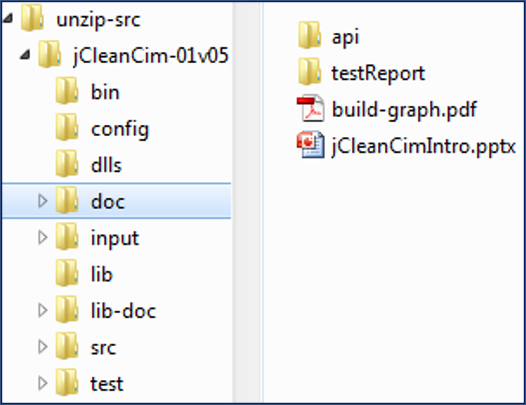 unzip-src
jCleanCim-01v05
bin
config
dlls
doc
input
lib
lib-doc
src
test
api
testReport
build-graph.pdf
jCleanCimIntro.pptx